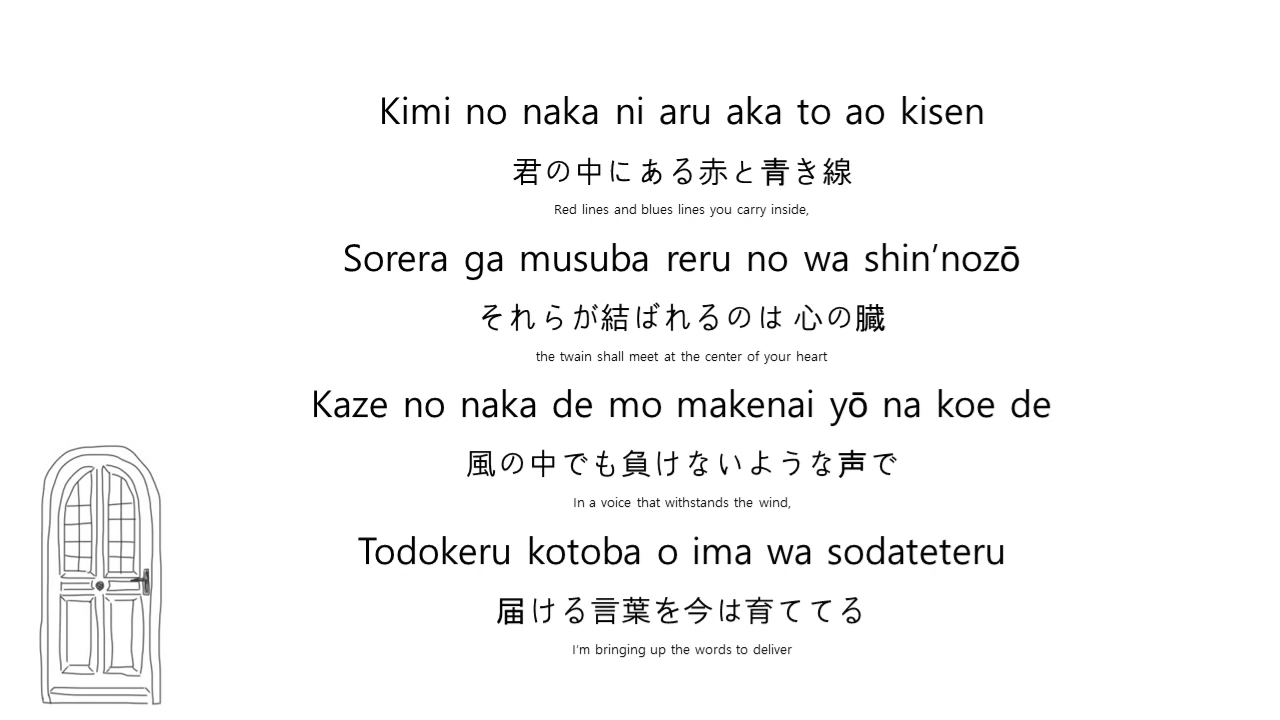 Kimi no naka ni aru aka to ao kisen
君の中にある赤と青き線
Red lines and blues lines you carry inside,
Sorera ga musuba reru no wa shin’nozō
それらが結ばれるのは 心の臓
the twain shall meet at the center of your heart
Kaze no naka de mo makenai yō na koe de
風の中でも負けないような声で
In a voice that withstands the wind,
Todokeru kotoba o ima wa sodateteru
届ける言葉を今は育ててる
I'm bringing up the words to deliver